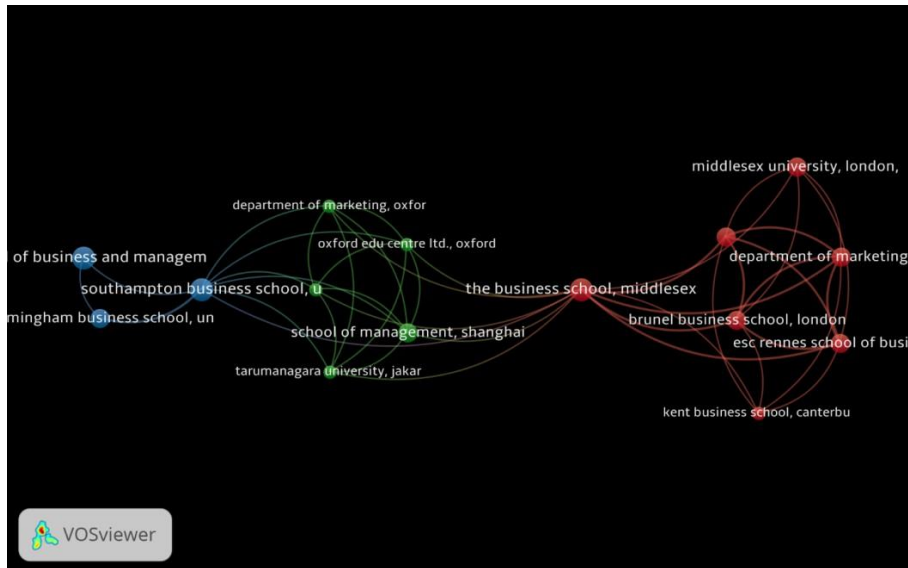 middlesex university, london,
department of marketing, oxfor
oxford edu centre ltd., oxford
l of business and managem
department of marketing
southampton business school, u
the business school, middlesex
brunel business school, london
mingham business school, un
school of management, shanghai
esc rennes school of busi
tarumanagara university, jakar
kent business school, canterbu
VOSviewer